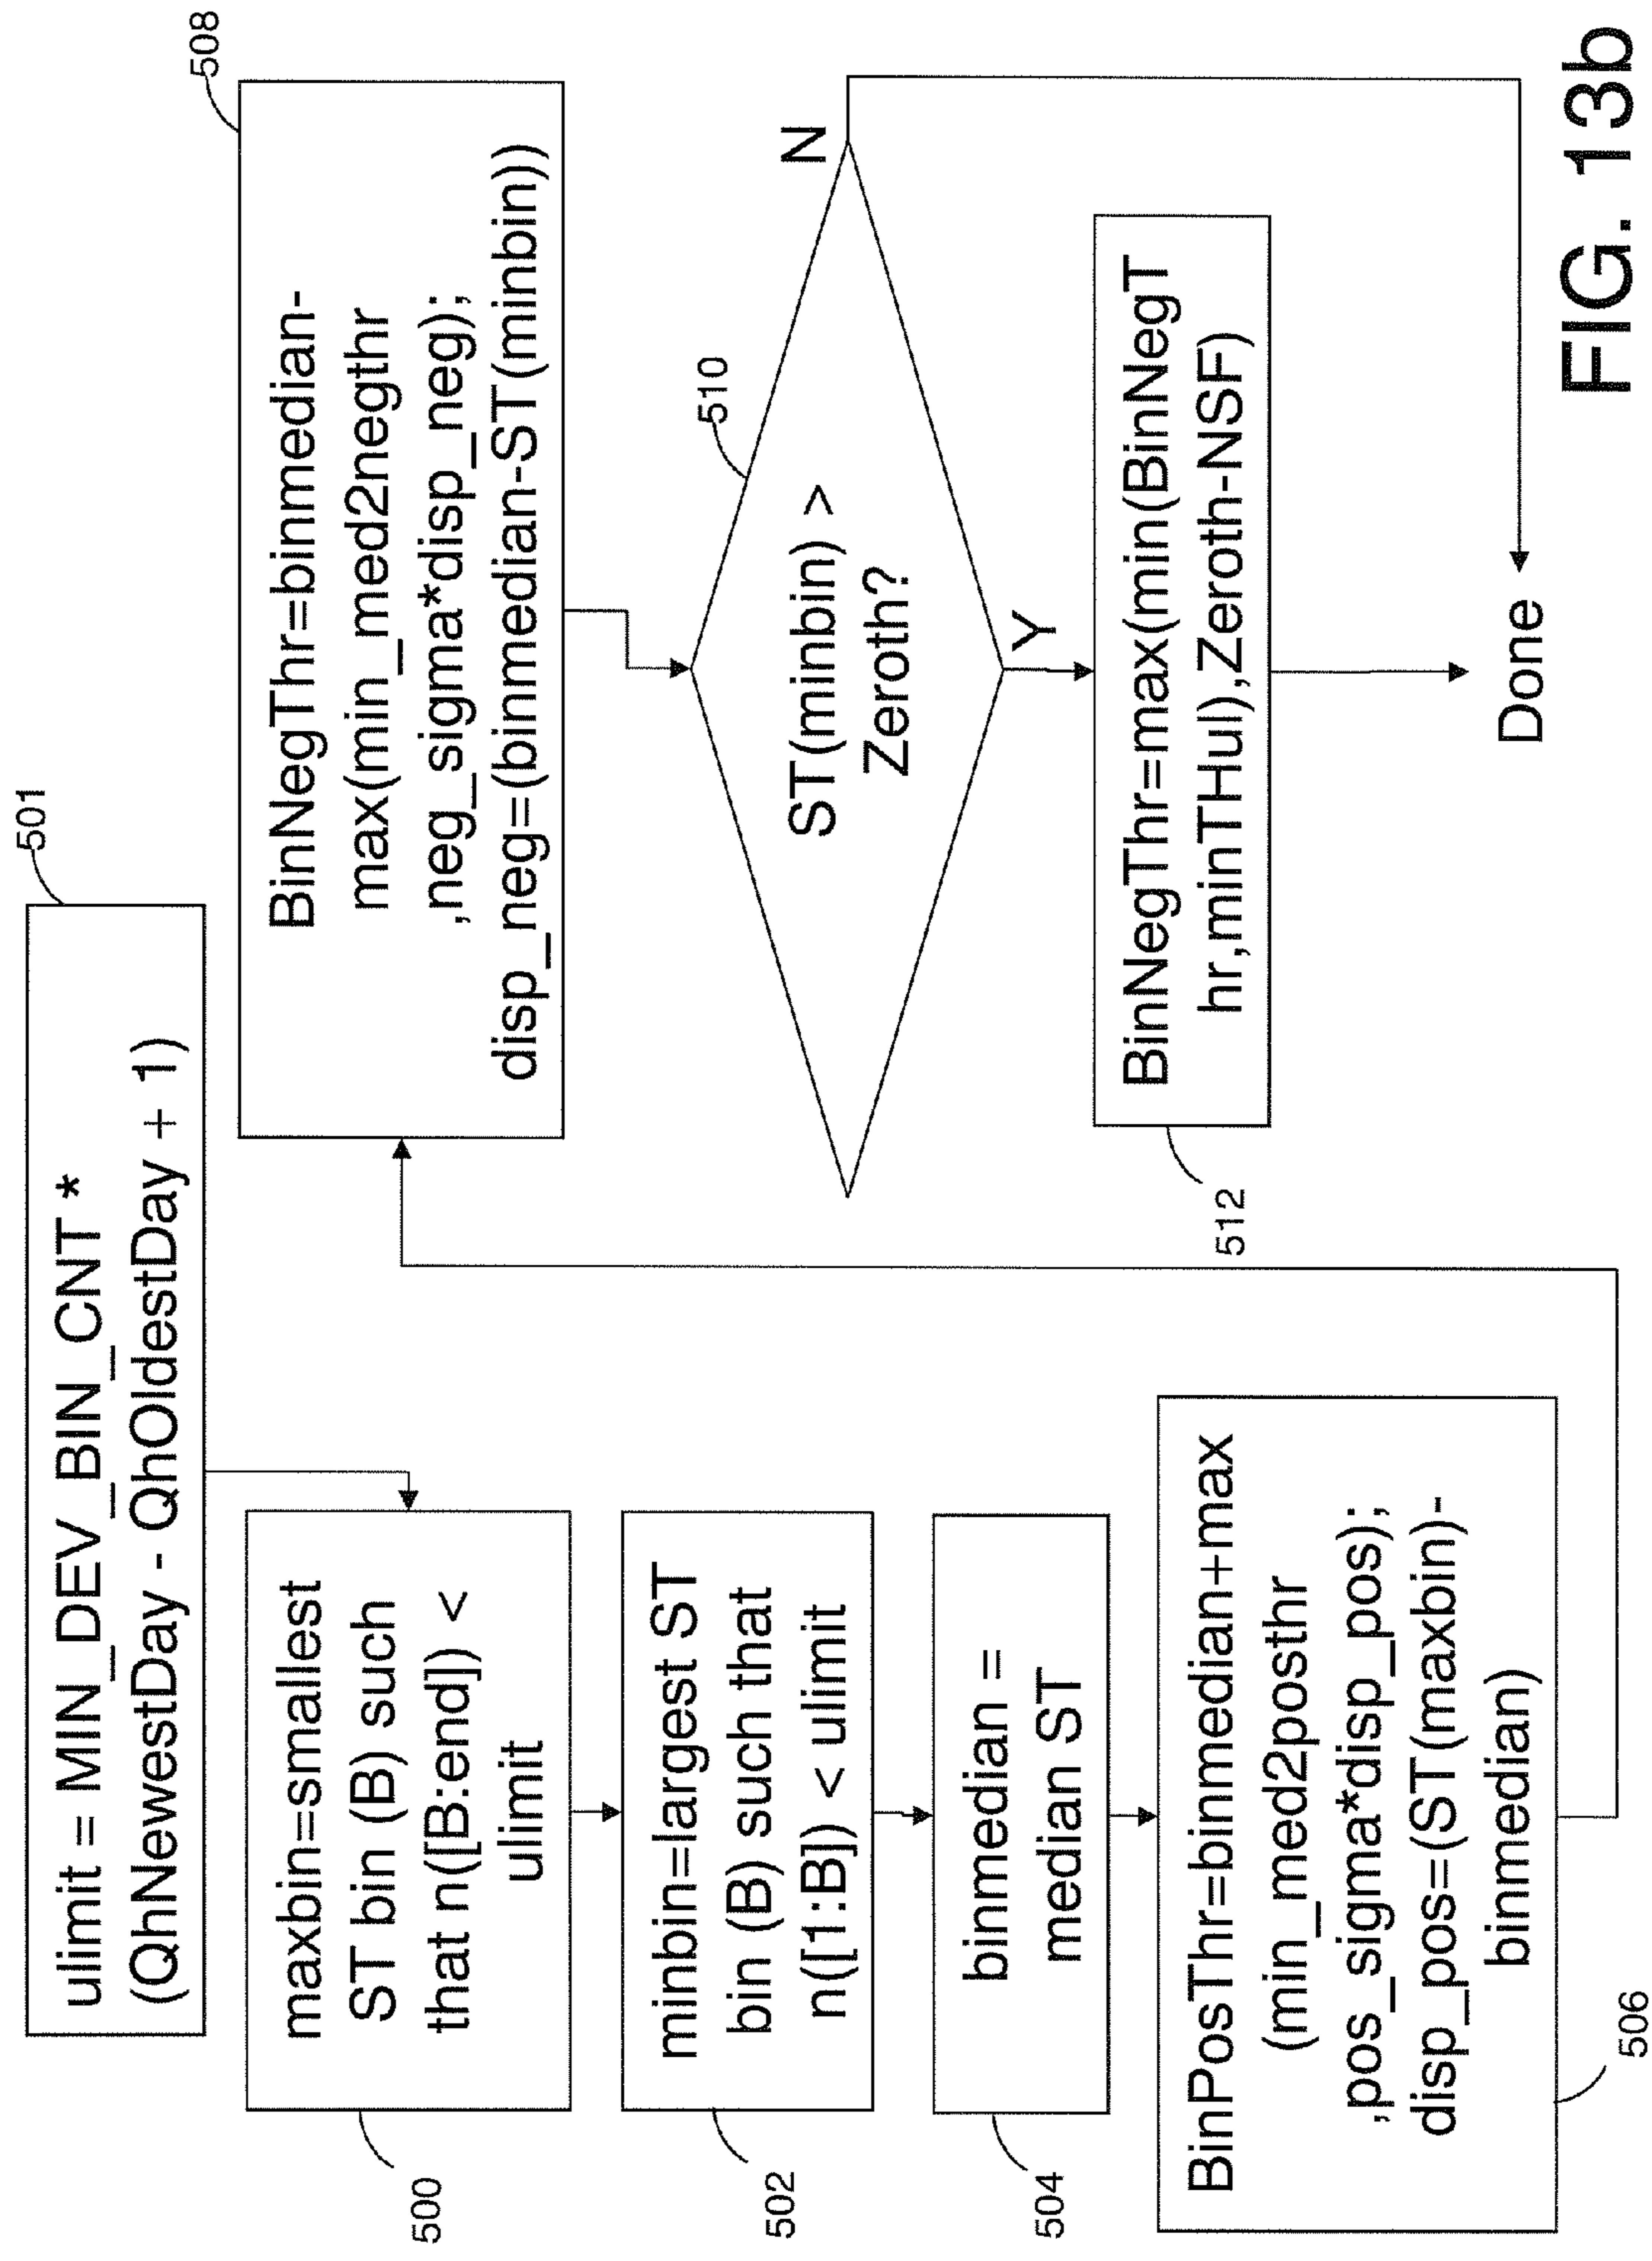 501
ulimit = MIN_DEV_BIN_CNT *
(QhNewestDay - QhOldestDay + 1)
500
maxbin=smallest
ST bin (B) such
that n([B:end]) <
ulimit
502
minbin=largest ST
bin (B) such that
n([1:B]) < ulimit
504
binmedian =
median ST
506
BinPosThr=binmedian+max
(min_med2posthr
,pos_sigma*disp_pos);
disp_pos=(ST(maxbin)-
binmedian)
508
BinNegThr=binmedian-
max(min_med2negthr
,neg_sigma*disp_neg);
disp_neg=(binmedian-ST(minbin))
510
ST(minbin) >
Zeroth?
N
Y
512
BinNegThr=max(min(BinNegT
hr,minTHul),Zeroth-NSF)
Done
FIG. 13b